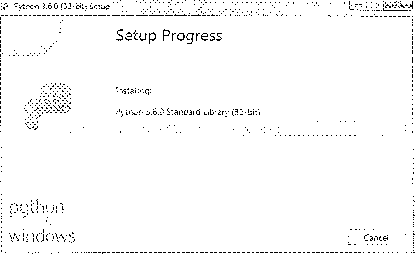 Python 3.6.0 (32-bit) Setup
Setup Progress
Installing:
Python 3.6.0 Standard Library (32-bit)
python
windows
Cancel